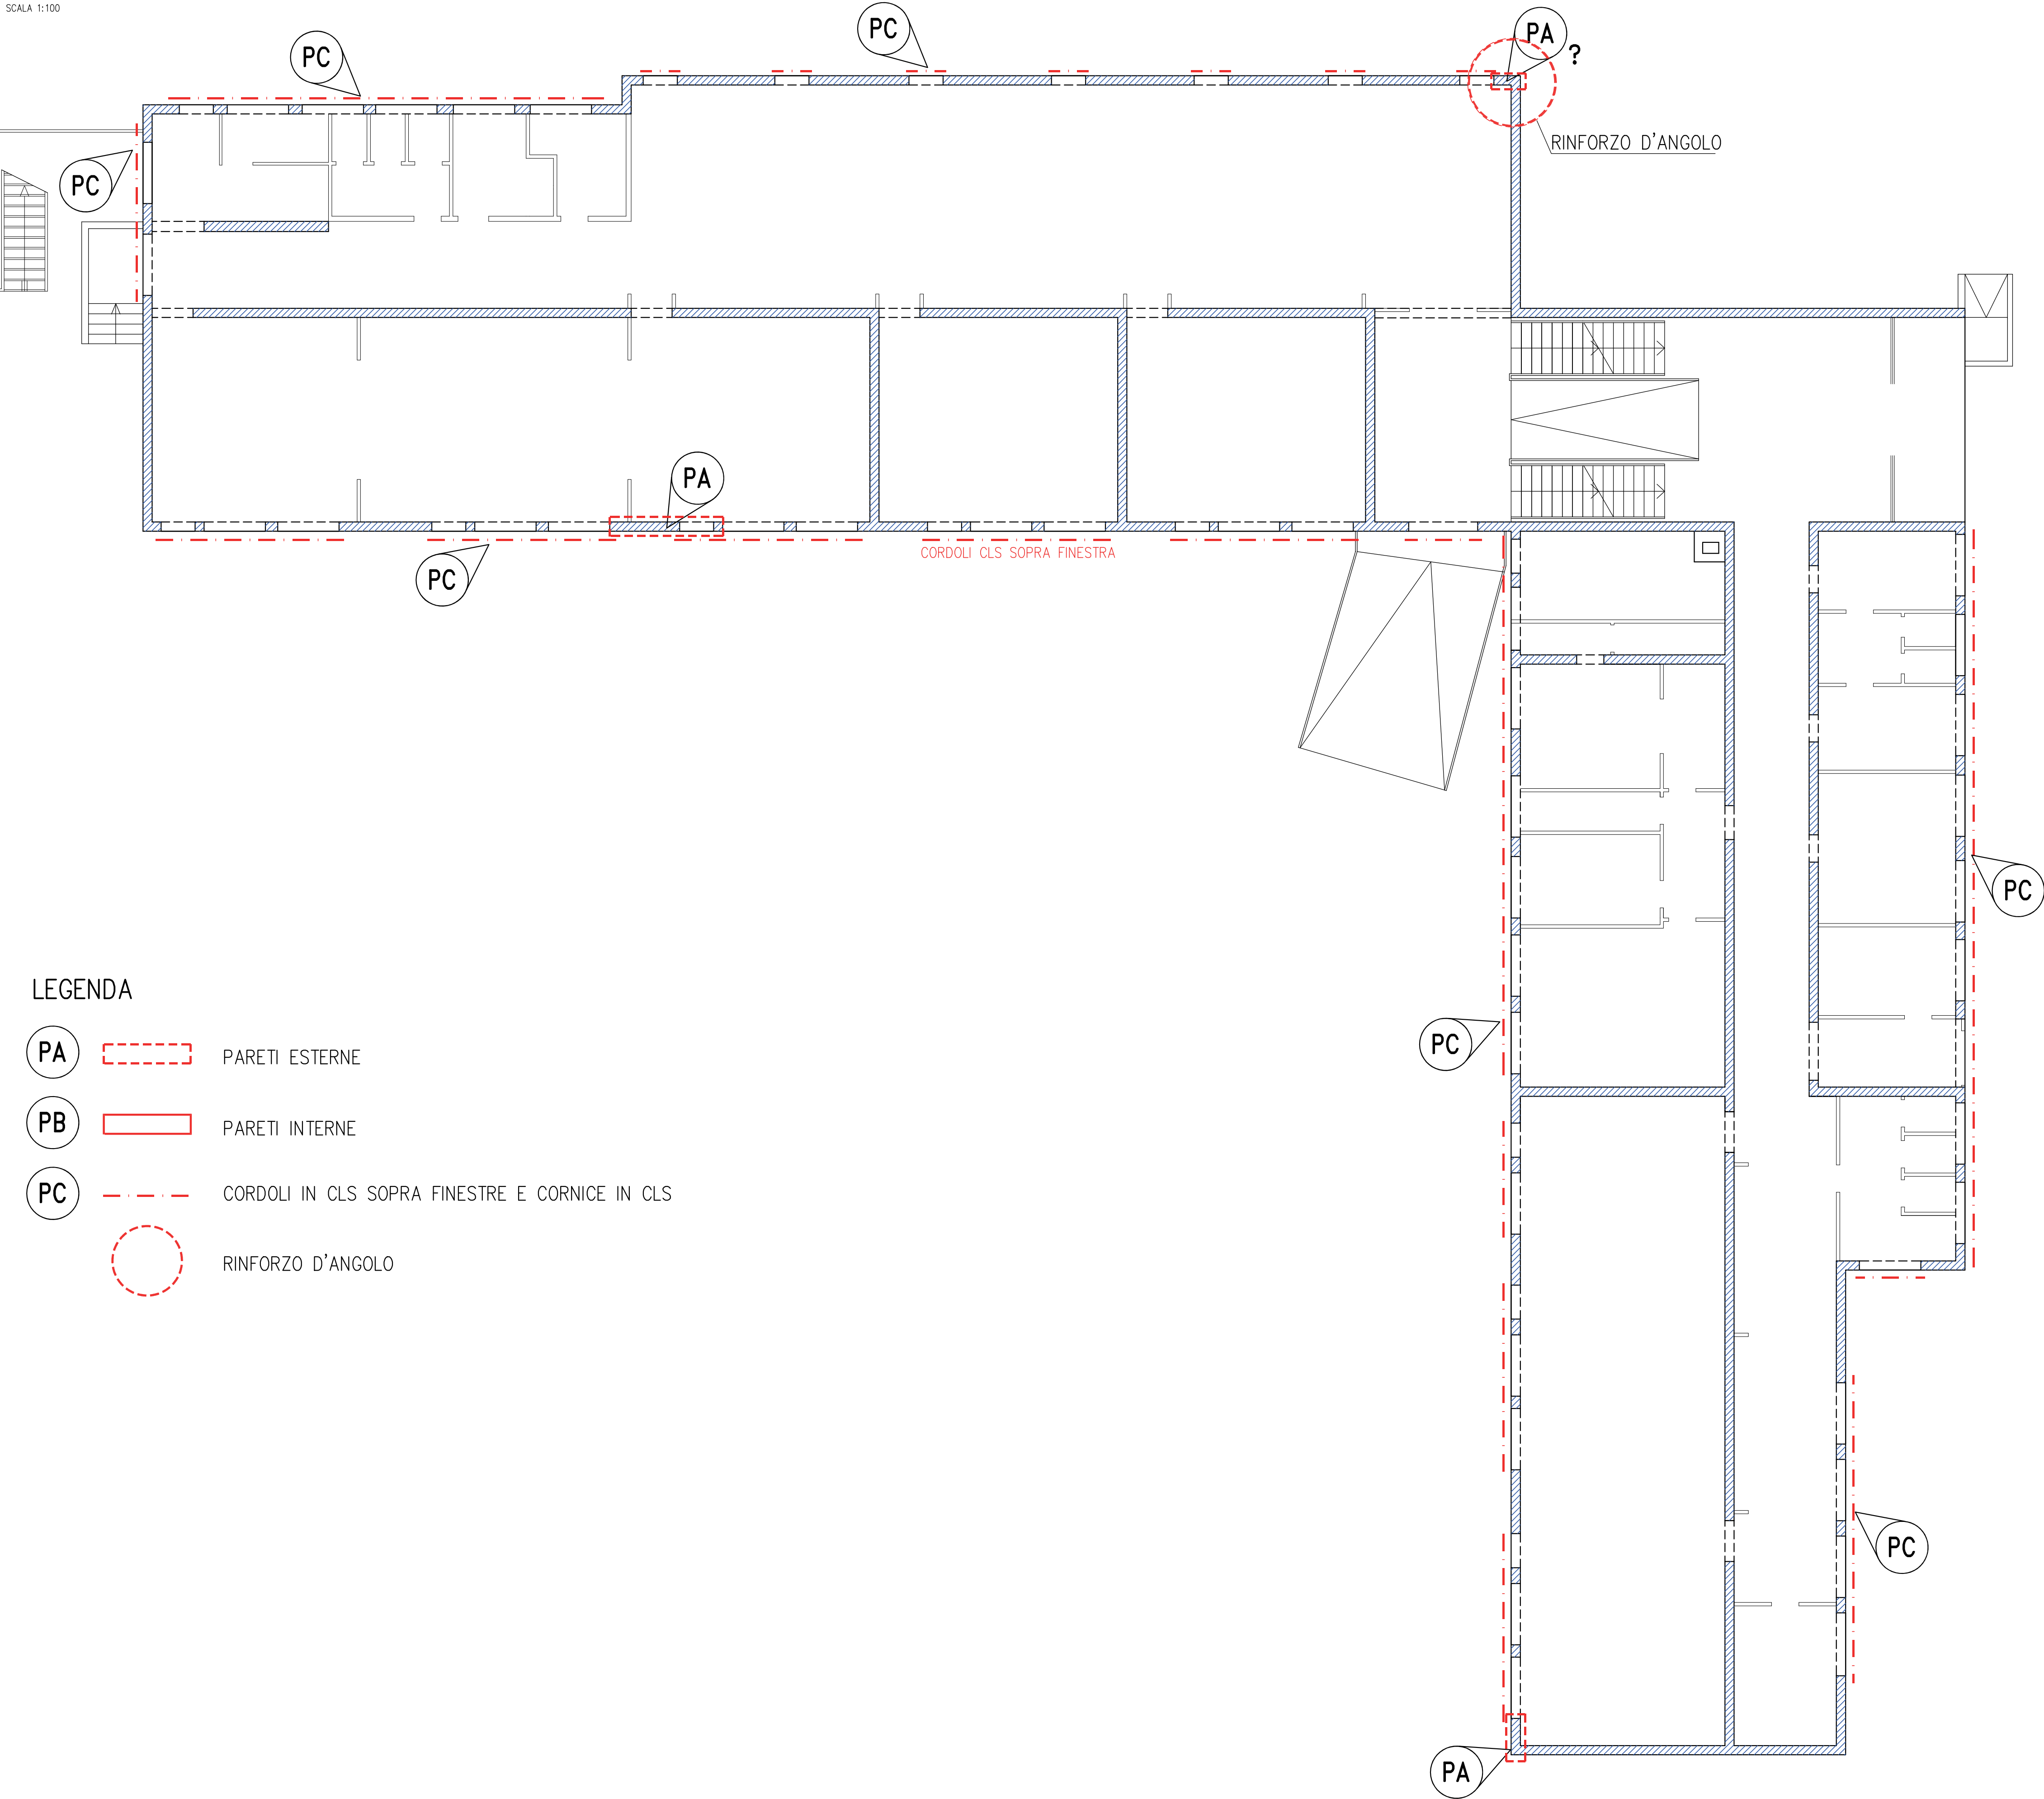 SCALA 1:100
PC
PC
PA
?
RINFORZO D'ANGOLO
PC
PA
CORDOLI CLS SOPRA FINESTRA
PC
PC
PC
LEGENDA
PA PARETI ESTERNE
PB PARETI INTERNE
PC CORDOLI IN CLS SOPRA FINESTRE E CORNICE IN CLS
RINFORZO D'ANGOLO
PC
PA